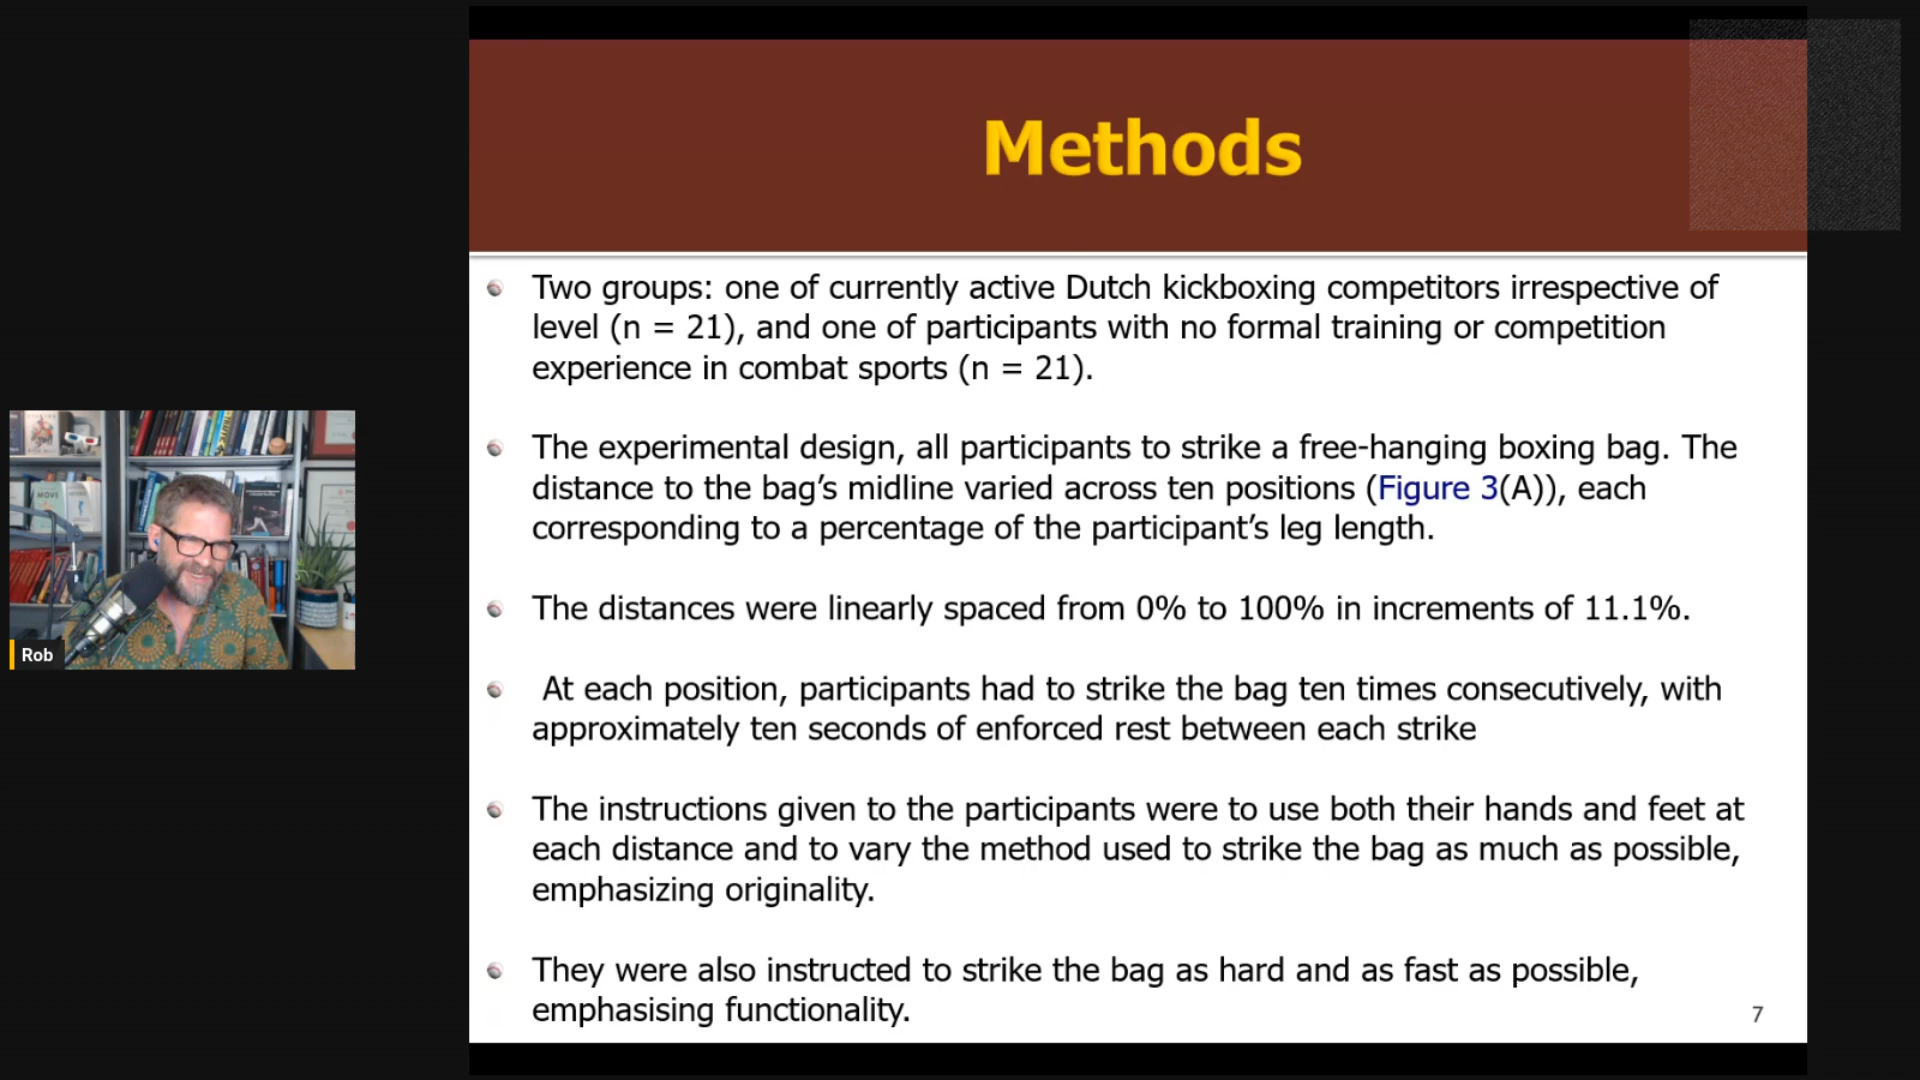 Methods
Two groups: one of currently active Dutch kickboxing competitors irrespective of
level (n = 21), and one of participants with no formal training or competition
experience in combat sports (n = 21).
The experimental design, all participants to strike a free-hanging boxing bag. The
distance to the bag’s midline varied across ten positions (Figure 3(A)), each
corresponding to a percentage of the participant’s leg length.
The distances were linearly spaced from 0% to 100% in increments of 11.1%.
At each position, participants had to strike the bag ten times consecutively, with
approximately ten seconds of enforced rest between each strike
The instructions given to the participants were to use both their hands and feet at
each distance and to vary the method used to strike the bag as much as possible,
emphasizing originality.
They were also instructed to strike the bag as hard and as fast as possible,
emphasising functionality.
7
MOVE
Rob